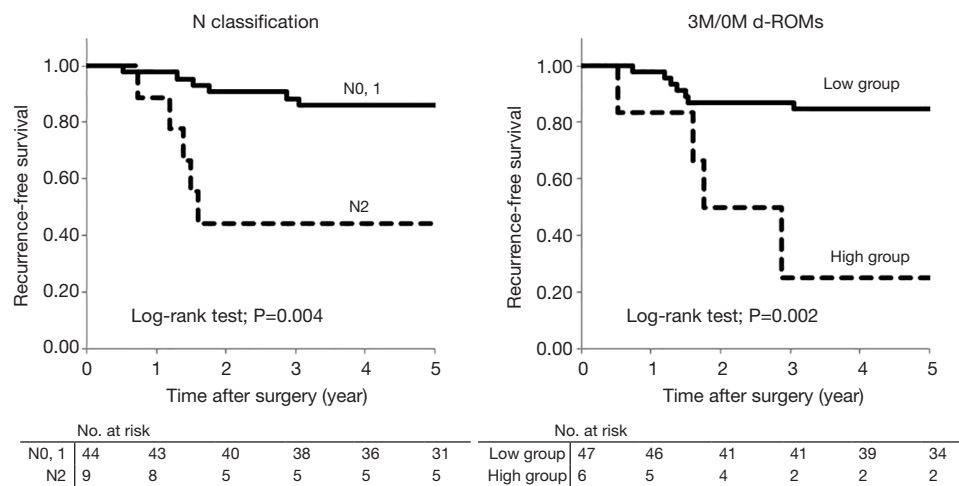 N classification
1.00
0.80
0.60
0.40
0.20
0.00
Recurrence-free survival
N0, 1
N2
Log-rank test; P=0.004
0 1 2 3 4 5
Time after surgery (year)
No. at risk
N0, 1 44 43 40 38 36 31
N2 9 8 5 5 5 5
3M/0M d-ROMs
1.00
0.80
0.60
0.40
0.20
0.00
Recurrence-free survival
Low group
High group
Log-rank test; P=0.002
0 1 2 3 4 5
Time after surgery (year)
No. at risk
Low group 47 46 41 41 39 34
High group 6 5 4 2 2 2